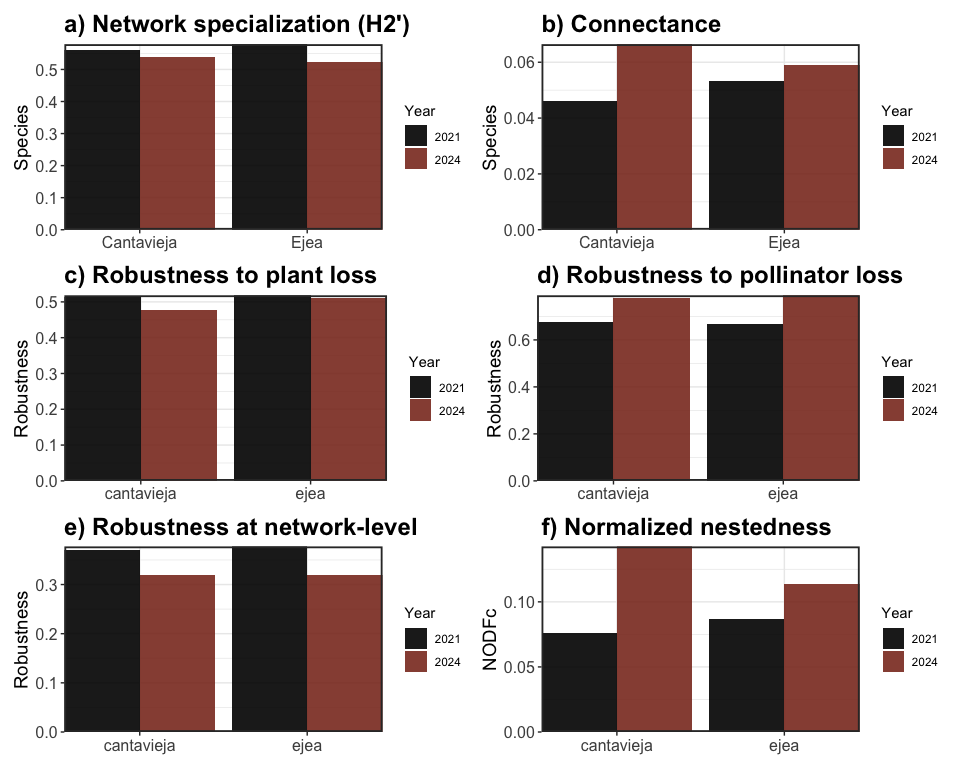 a) Network specialization (H2')
Species
0.5
0.4
0.3
0.2
0.1
0.0
Cantavieja Ejea
Year
2021
2024
b) Connectance
Species
0.06
0.04
0.02
0.00
Cantavieja Ejea
Year
2021
2024
c) Robustness to plant loss
Robustness
0.5
0.4
0.3
0.2
0.1
0.0
cantavieja ejea
Year
2021
2024
d) Robustness to pollinator loss
Robustness
0.6
0.4
0.2
0.0
cantavieja ejea
Year
2021
2024
e) Robustness at network-level
Robustness
0.3
0.2
0.1
0.0
cantavieja ejea
Year
2021
2024
f) Normalized nestedness
NODFc
0.10
0.05
0.00
cantavieja ejea
Year
2021
2024